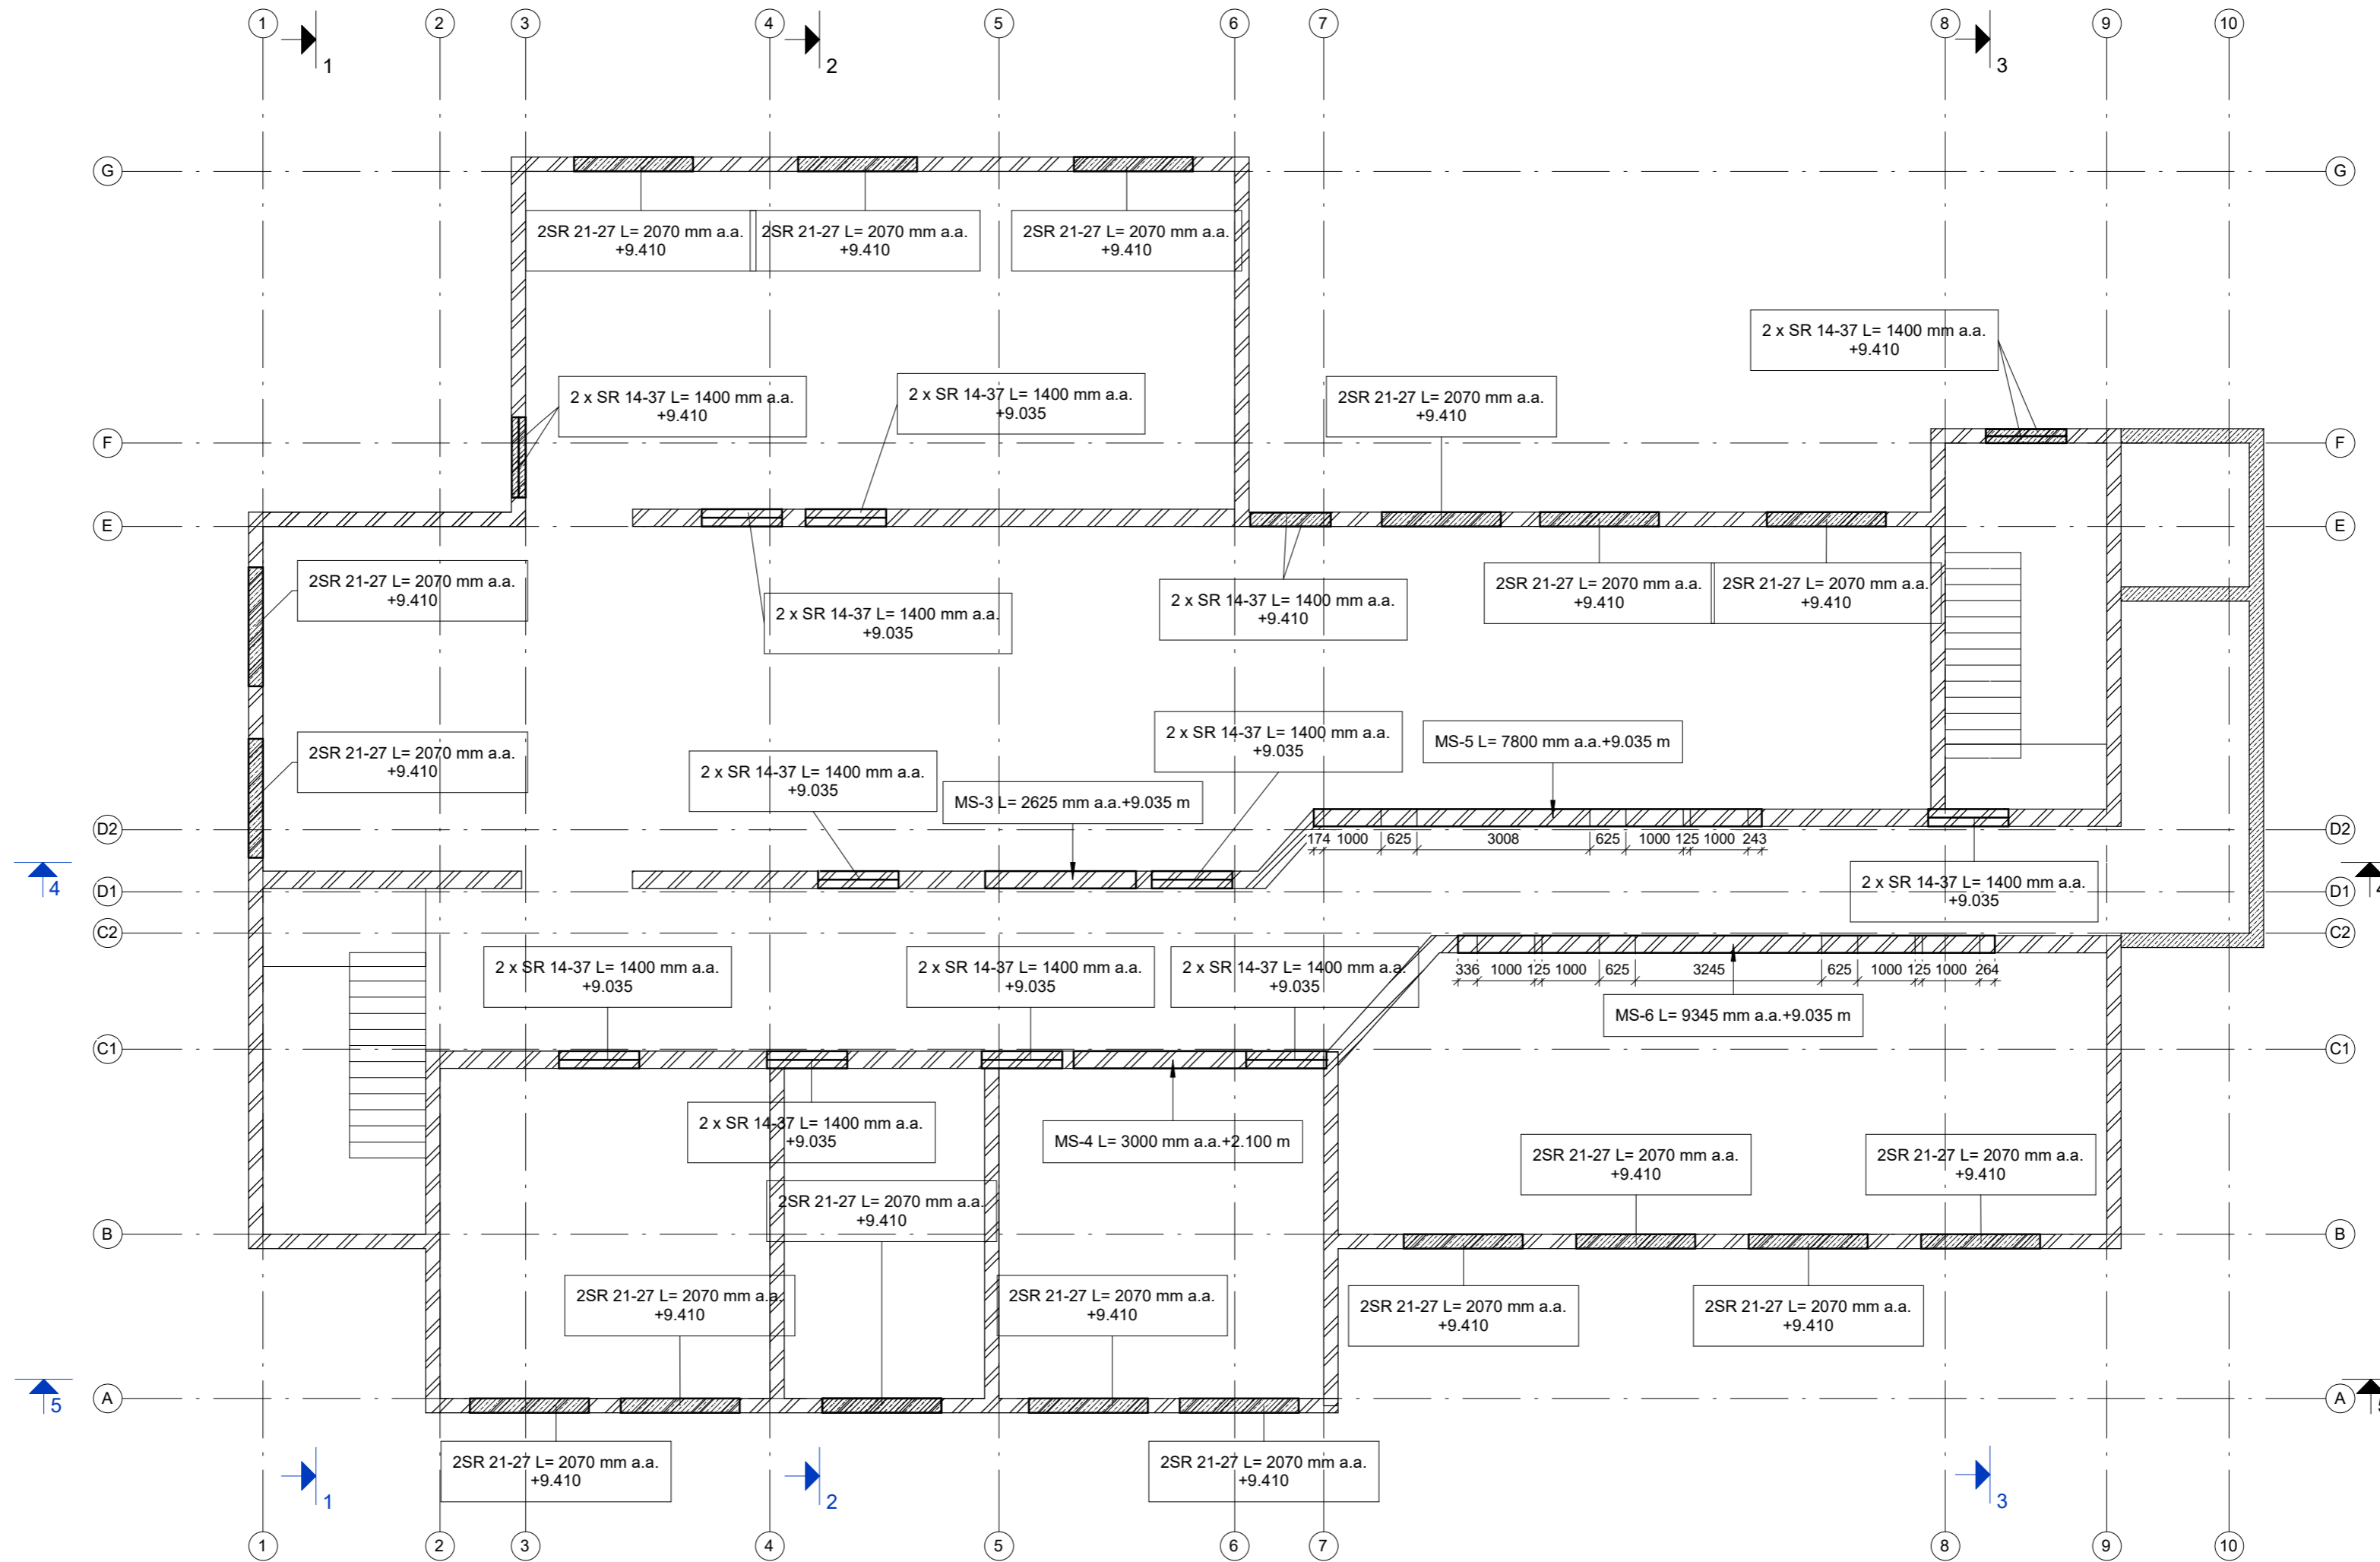 1
2
3
4
5
6
7
8
9
10
1
2
3
G
G
2SR 21-27 L= 2070 mm a.a.
+9.410
2SR 21-27 L= 2070 mm a.a.
+9.410
2SR 21-27 L= 2070 mm a.a.
+9.410
2 x SR 14-37 L= 1400 mm a.a.
+9.410
2 x SR 14-37 L= 1400 mm a.a.
+9.410
2 x SR 14-37 L= 1400 mm a.a.
+9.035
2SR 21-27 L= 2070 mm a.a.
+9.410
F
F
E
E
2SR 21-27 L= 2070 mm a.a.
+9.410
2 x SR 14-37 L= 1400 mm a.a.
+9.035
2 x SR 14-37 L= 1400 mm a.a.
+9.410
2SR 21-27 L= 2070 mm a.a.
+9.410
2SR 21-27 L= 2070 mm a.a.
+9.410
2SR 21-27 L= 2070 mm a.a.
+9.410
2 x SR 14-37 L= 1400 mm a.a.
+9.035
MS-3 L= 2625 mm a.a.+9.035 m
2 x SR 14-37 L= 1400 mm a.a.
+9.035
MS-5 L= 7800 mm a.a.+9.035 m
D2
D2
174 1000 625 3008 625 1000 125 1000 243
4
4
D1
D1
2 x SR 14-37 L= 1400 mm a.a.
+9.035
C2
C2
2 x SR 14-37 L= 1400 mm a.a.
+9.035
2 x SR 14-37 L= 1400 mm a.a.
+9.035
2 x SR 14-37 L= 1400 mm a.a.
+9.035
336 1000 125 1000 625 3245 625 1000 125 1000 264
MS-6 L= 9345 mm a.a.+9.035 m
C1
C1
2 x SR 14-37 L= 1400 mm a.a.
+9.035
MS-4 L= 3000 mm a.a.+2.100 m
2SR 21-27 L= 2070 mm a.a.
+9.410
2SR 21-27 L= 2070 mm a.a.
+9.410
2SR 21-27 L= 2070 mm a.a.
+9.410
B
B
2SR 21-27 L= 2070 mm a.a.
+9.410
2SR 21-27 L= 2070 mm a.a.
+9.410
2SR 21-27 L= 2070 mm a.a.
+9.410
2SR 21-27 L= 2070 mm a.a.
+9.410
5
5
A
A
2SR 21-27 L= 2070 mm a.a.
+9.410
2SR 21-27 L= 2070 mm a.a.
+9.410
1
2
3
1
2
3
4
5
6
7
8
9
10